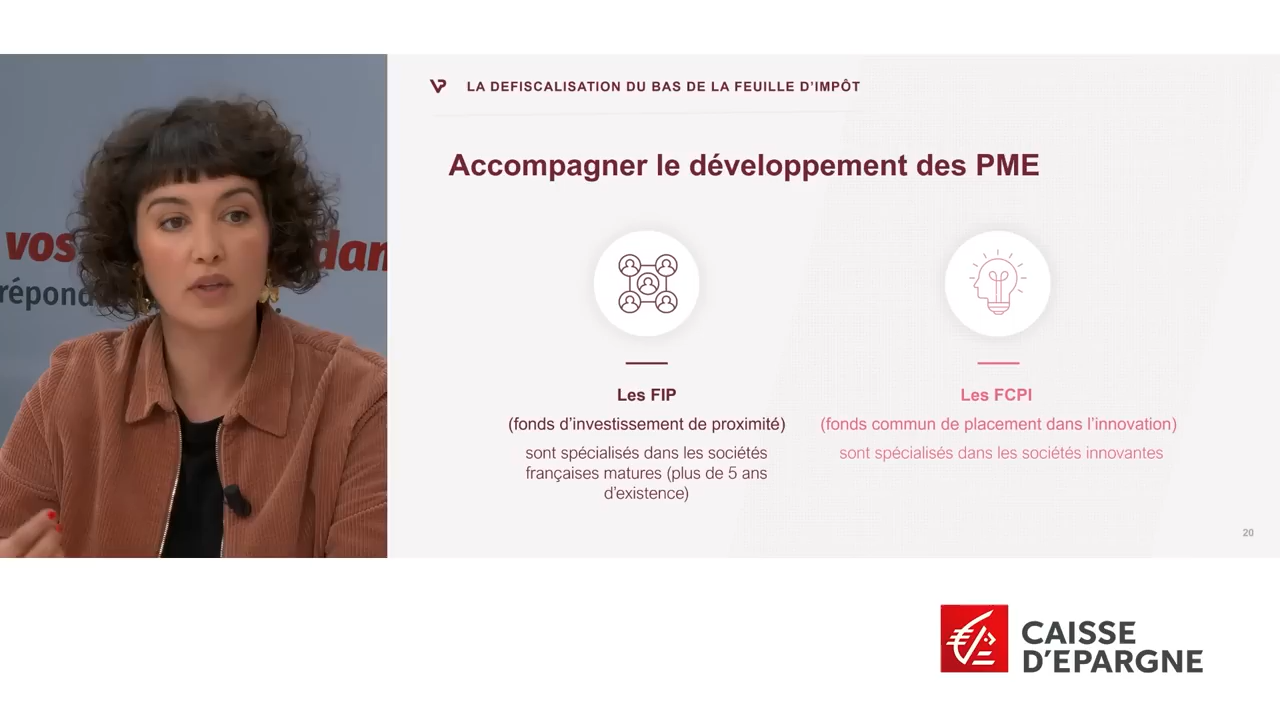 vos dan
répond
LA DEFISCALISATION DU BAS DE LA FEUILLE D'IMPÔT
Accompagner le développement des PME
Les FIP
(fonds d'investissement de proximité)
sont spécialisés dans les sociétés
françaises matures (plus de 5 ans
d'existence)
Les FCPI
(fonds commun de placement dans l'innovation)
sont spécialisés dans les sociétés innovantes
20
CAISSE
D'EPARGNE